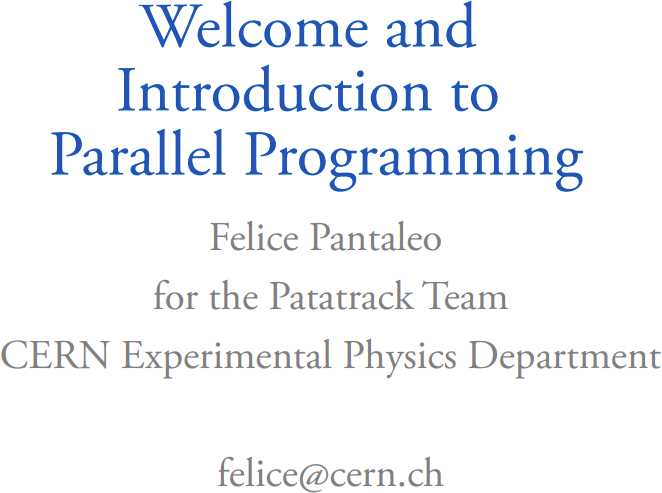 Welcome and
Introduction to
Parallel Programming
Felice Pantaleo
for the Patatrack Team
CERN Experimental Physics Department
felice@cern.ch